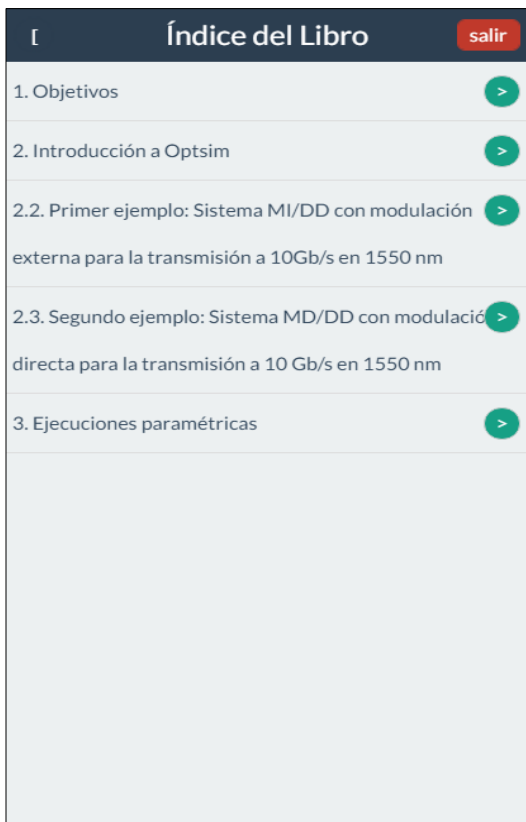 [
Índice del Libro
salir
1. Objetivos
>
2. Introducción a Optsim
>
2.2. Primer ejemplo: Sistema MI/DD con modulación
>
externa para la transmisión a 10Gb/s en 1550 nm
2.3. Segundo ejemplo: Sistema MD/DD con modulació
>
directa para la transmisión a 10 Gb/s en 1550 nm
3. Ejecuciones paramétricas
>